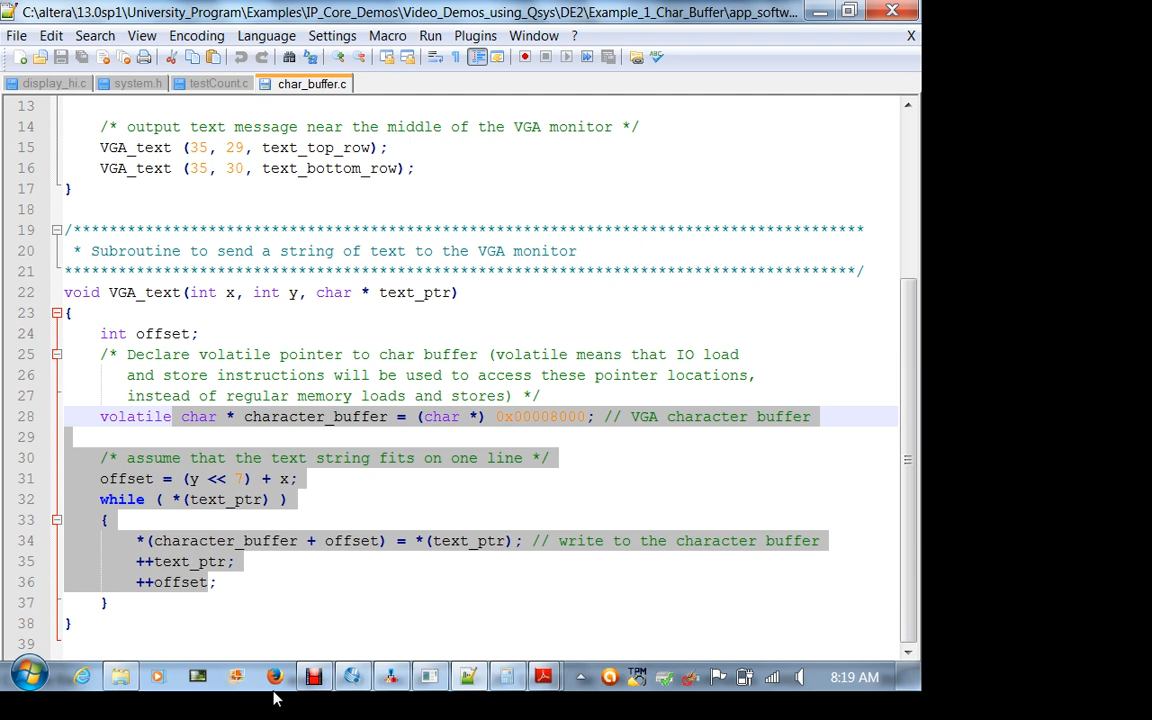 C:\altera\13.0sp1\University_Program\Examples\IP_Core_Demos\Video_Demos_using_Qsys\DE2\Example_1_Char_Buffer\app_softw...
File Edit Search View Encoding Language Settings Macro Run Plugins Window ? X
display_hi.c system.h testCount.c char_buffer.c
13
14 /* output text message near the middle of the VGA monitor */
15 VGA_text (35, 29, text_top_row);
16 VGA_text (35, 30, text_bottom_row);
17 }
18
19 /****************************************************************************************
20 * Subroutine to send a string of text to the VGA monitor
21 ****************************************************************************************/
22 void VGA_text(int x, int y, char * text_ptr)
23 {
24 int offset;
25 /* Declare volatile pointer to char buffer (volatile means that IO load
26 and store instructions will be used to access these pointer locations,
27 instead of regular memory loads and stores) */
28 volatile char * character_buffer = (char *) 0x00008000; // VGA character buffer
29
30 /* assume that the text string fits on one line */
31 offset = (y << 7) + x;
32 while ( *(text_ptr) )
33 {
34 *(character_buffer + offset) = *(text_ptr); // write to the character buffer
35 ++text_ptr;
36 ++offset;
37 }
38 }
39
TPM 8:19 AM